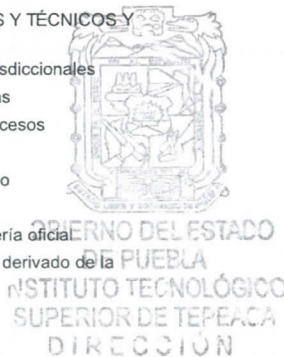 S Y TÉCNICOS Y
sdiccionales
as
cesos
o
ería oficial
derivado de la
GOBIERNO DEL ESTADO
DE PUEBLA
INSTITUTO TECNOLÓGICO
SUPERIOR DE TEPEACA
DIRECCIÓN